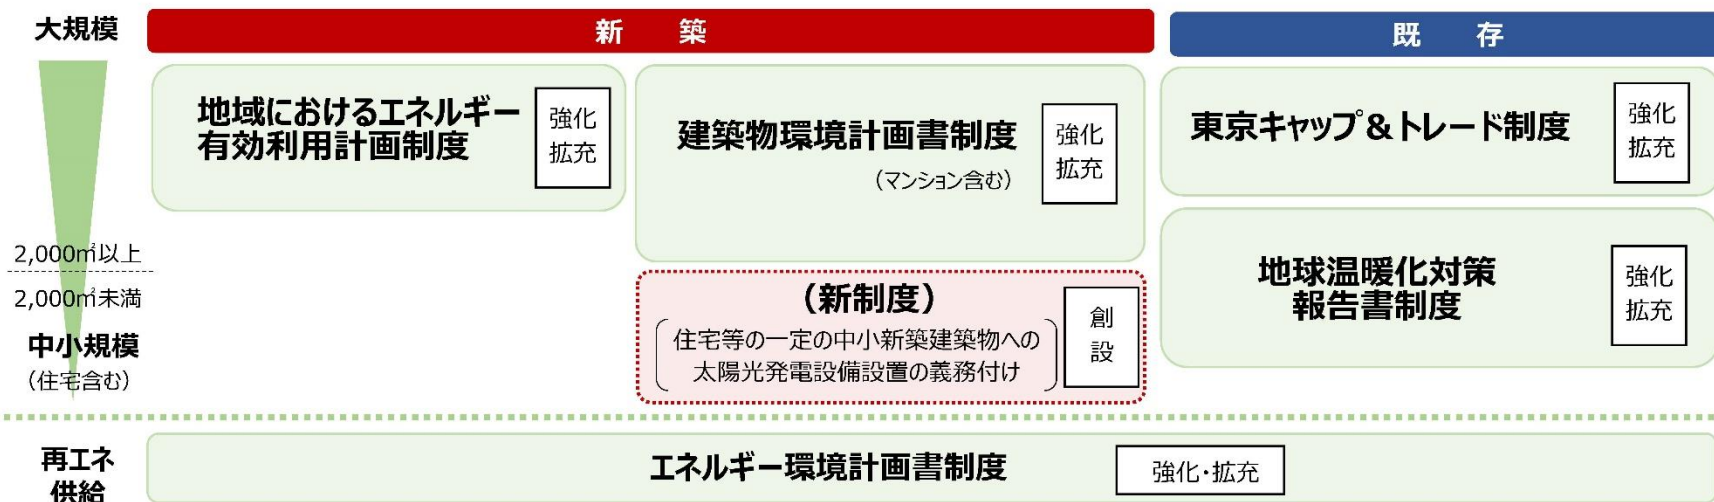 大規模
新　築
既　存
地域におけるエネルギー
有効利用計画制度
強化
拡充
建築物環境計画書制度
（マンション含む）
強化
拡充
東京キャップ＆トレード制度
強化
拡充
2,000㎡以上
2,000㎡未満
中小規模
（住宅含む）
（新制度）
住宅等の一定の中小新築建築物への
太陽光発電設備設置の義務付け
創
設
地球温暖化対策
報告書制度
強化
拡充
再エネ
供給
エネルギー環境計画書制度
強化・拡充